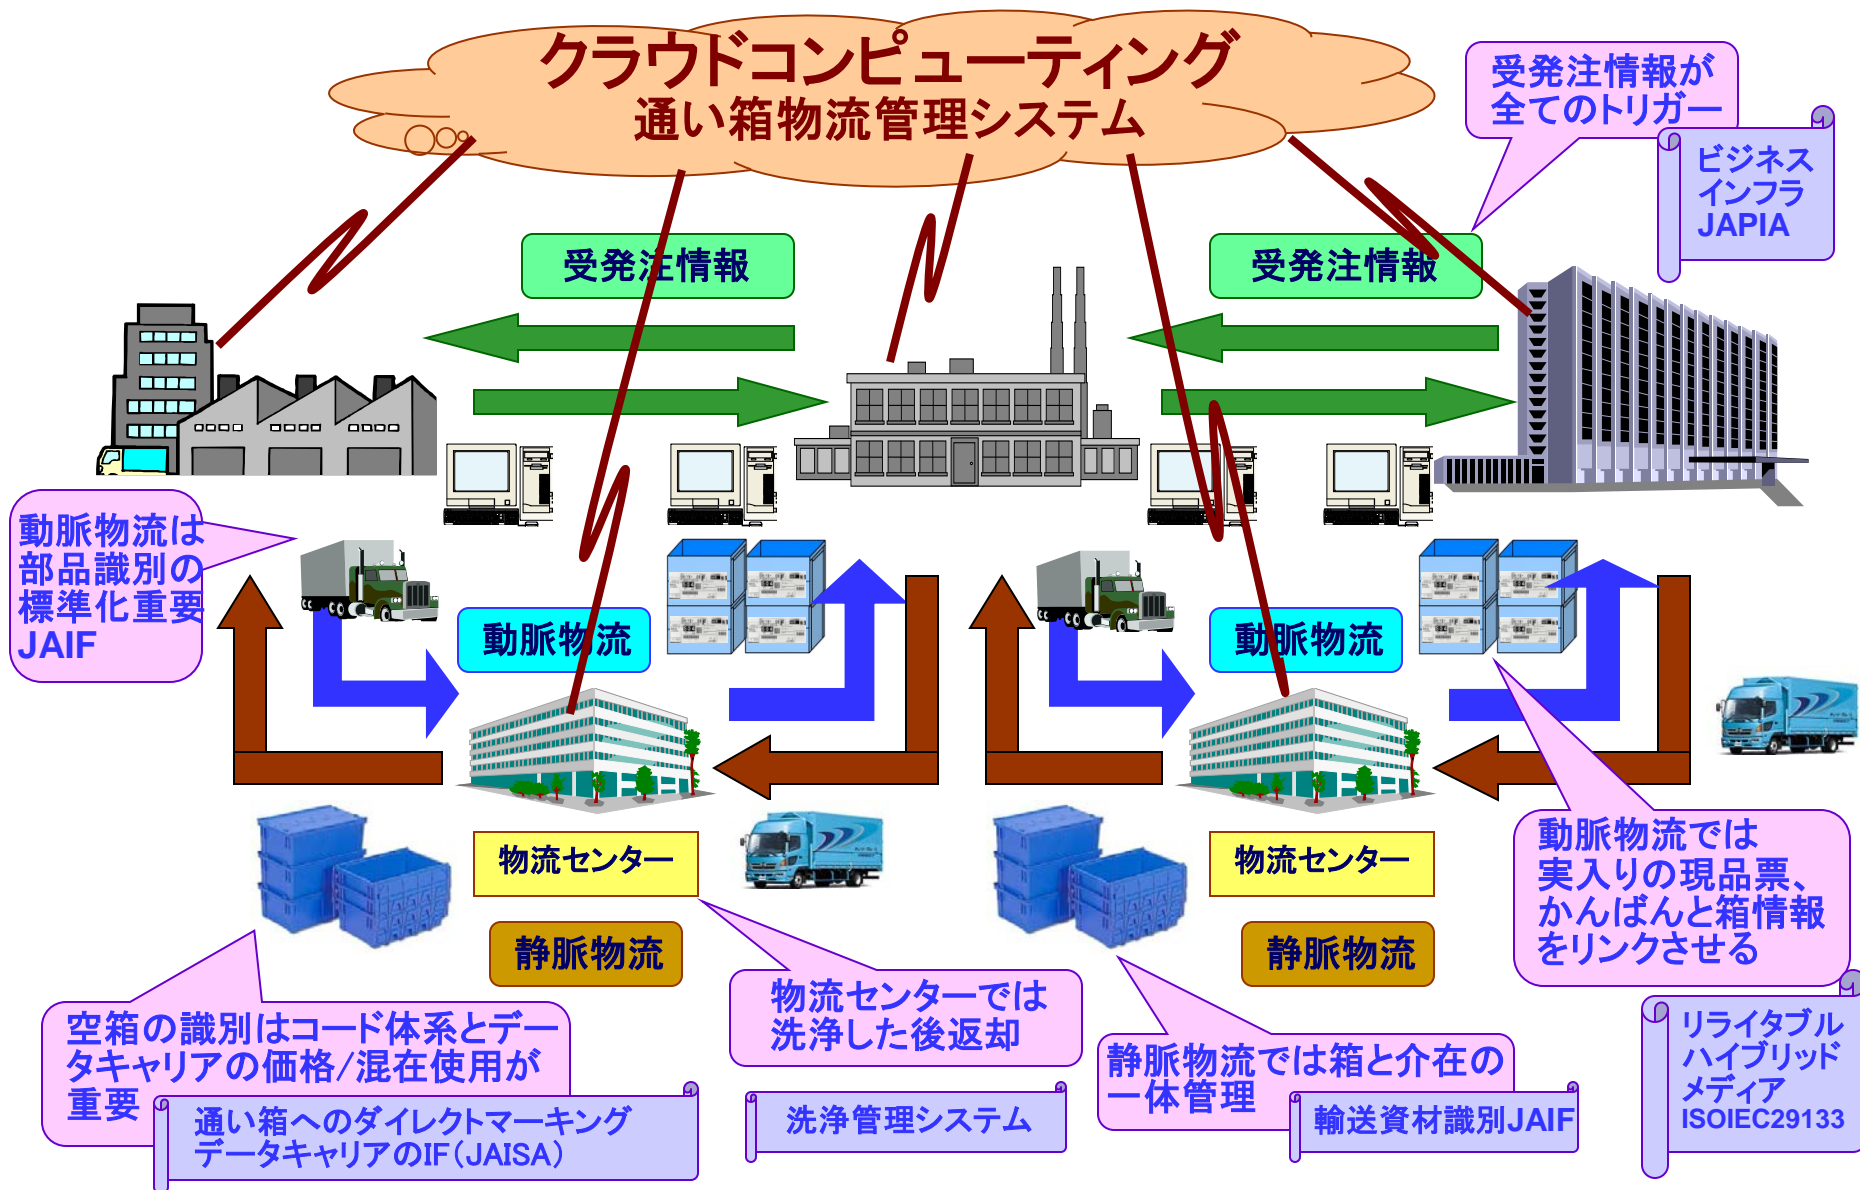 クラウドコンピューティング
通い箱物流管理システム
受発注情報が
全てのトリガー
ビジネス
インフラ
JAPIA
受発注情報
受発注情報
動脈物流は
部品識別の
標準化重要
JAIF
動脈物流
動脈物流
物流センター
物流センター
動脈物流では
実入りの現品票、
かんばんと箱情報
をリンクさせる
静脈物流
静脈物流
物流センターでは
洗浄した後返却
空箱の識別はコード体系とデー
タキャリアの価格/混在使用が
重要
静脈物流では箱と介在の
一体管理
リライタブル
ハイブリッド
メディア
ISOIEC29133
通い箱へのダイレクトマーキング
データキャリアのIF(JAISA)
洗浄管理システム
輸送資材識別JAIF